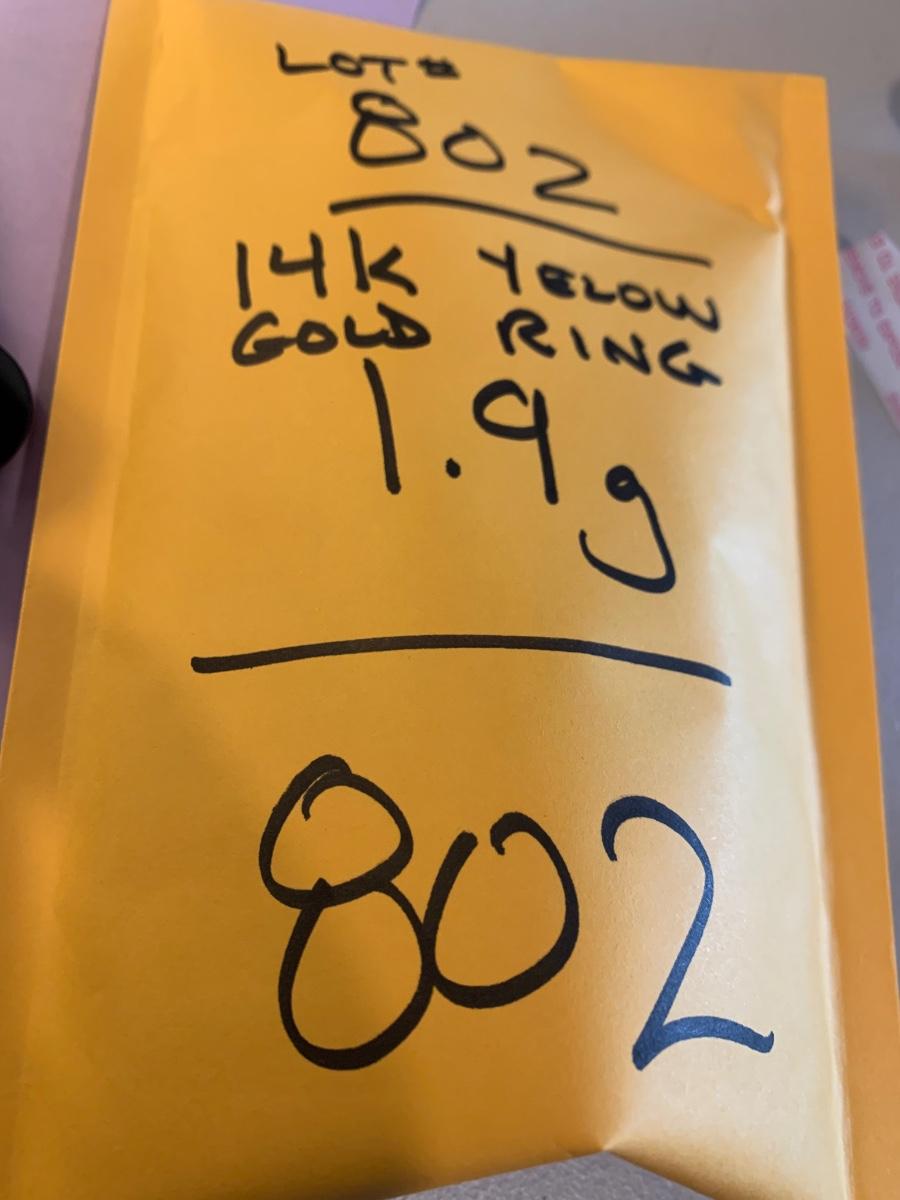 LOT #
802
14K YELOW
GOLD RING
1.9g
802